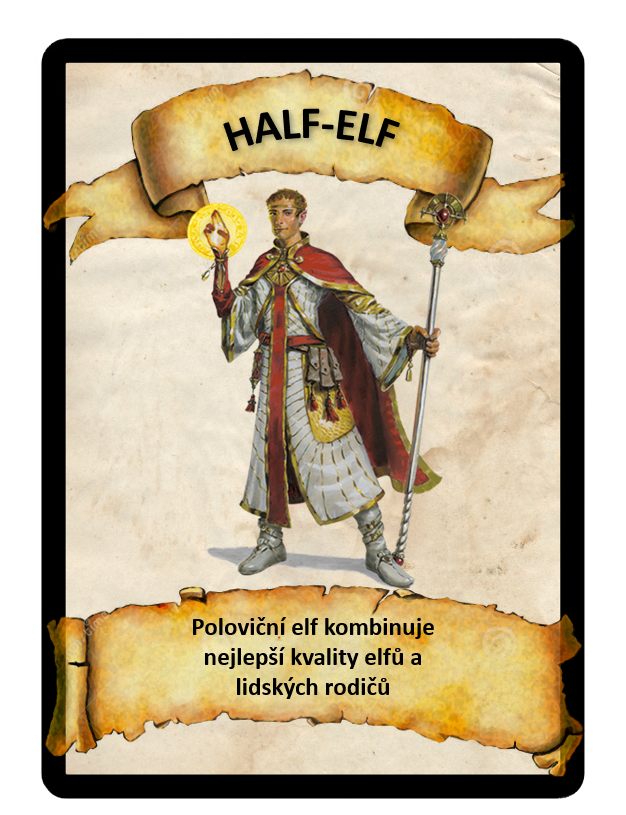 HALF-ELF
Poloviční elf kombinuje
nejlepší kvality elfů a
lidských rodičů